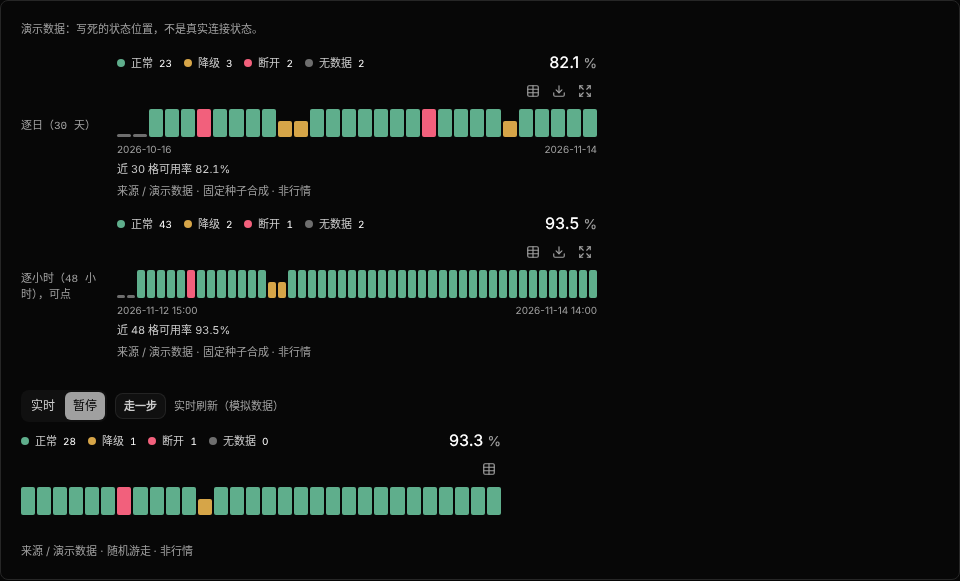 演示数据：写死的状态位置，不是真实连接状态。
正常 23 降级 3 断开 2 无数据 2 82.1 %
逐日（30 天）
2026-10-16 2026-11-14
近 30 格可用率 82.1%
来源 / 演示数据 · 固定种子合成 · 非行情
正常 43 降级 2 断开 1 无数据 2 93.5 %
逐小时（48 小
时），可点
2026-11-12 15:00 2026-11-14 14:00
近 48 格可用率 93.5%
来源 / 演示数据 · 固定种子合成 · 非行情
实时 暂停 走一步 实时刷新（模拟数据）
正常 28 降级 1 断开 1 无数据 0 93.3 %
来源 / 演示数据 · 随机游走 · 非行情